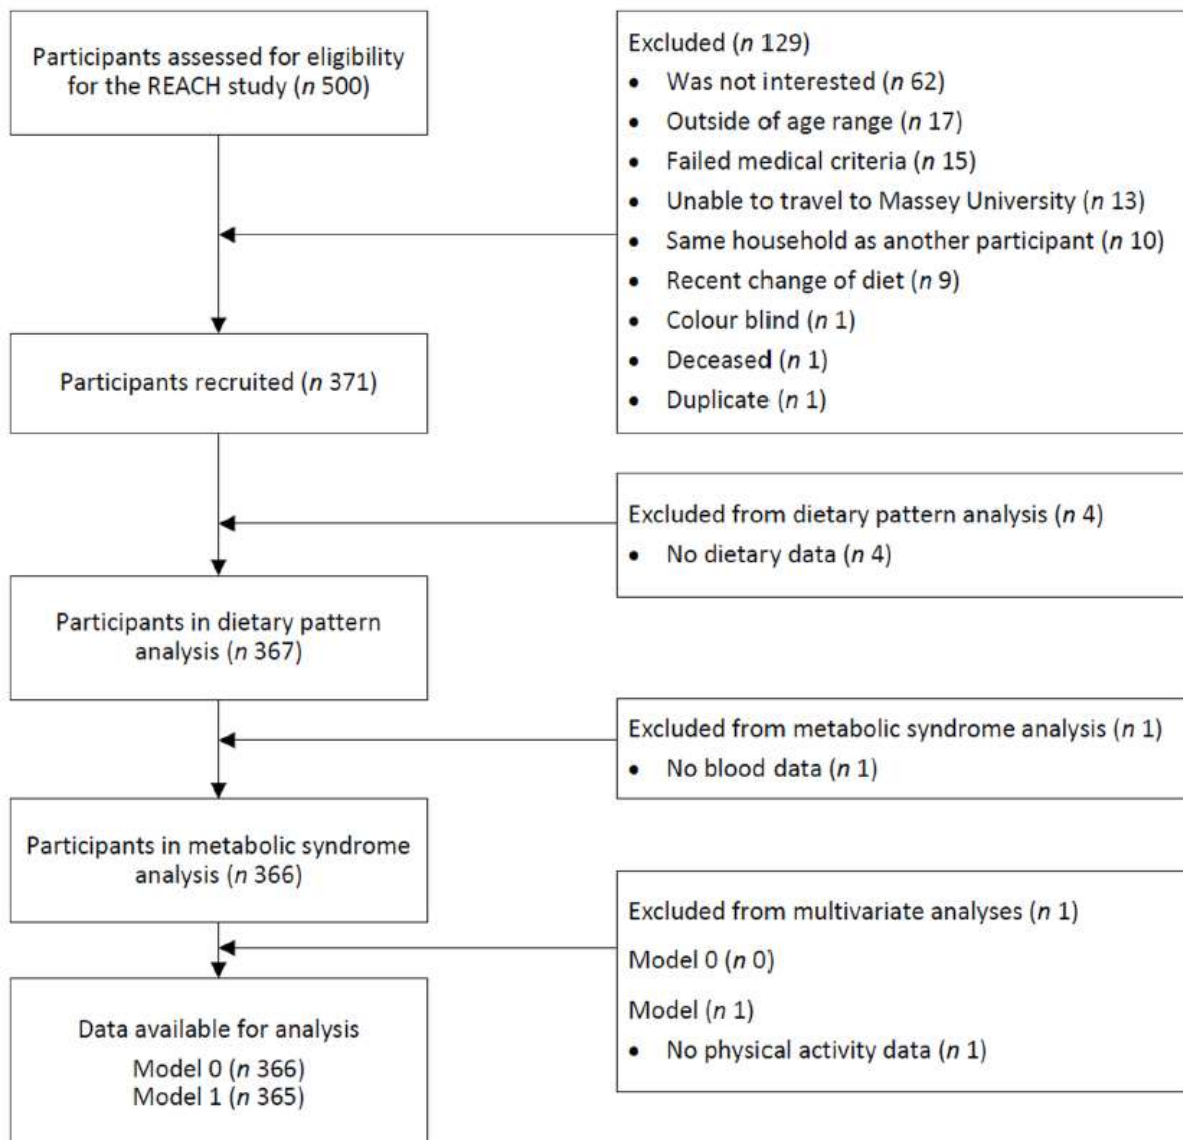 Participants assessed for eligibility
for the REACH study (n 500)
Excluded (n 129)
• Was not interested (n 62)
• Outside of age range (n 17)
• Failed medical criteria (n 15)
• Unable to travel to Massey University (n 13)
• Same household as another participant (n 10)
• Recent change of diet (n 9)
• Colour blind (n 1)
• Deceased (n 1)
• Duplicate (n 1)
Participants recruited (n 371)
Excluded from dietary pattern analysis (n 4)
• No dietary data (n 4)
Participants in dietary pattern
analysis (n 367)
Excluded from metabolic syndrome analysis (n 1)
• No blood data (n 1)
Participants in metabolic syndrome
analysis (n 366)
Excluded from multivariate analyses (n 1)
Model 0 (n 0)
Model (n 1)
• No physical activity data (n 1)
Data available for analysis
Model 0 (n 366)
Model 1 (n 365)